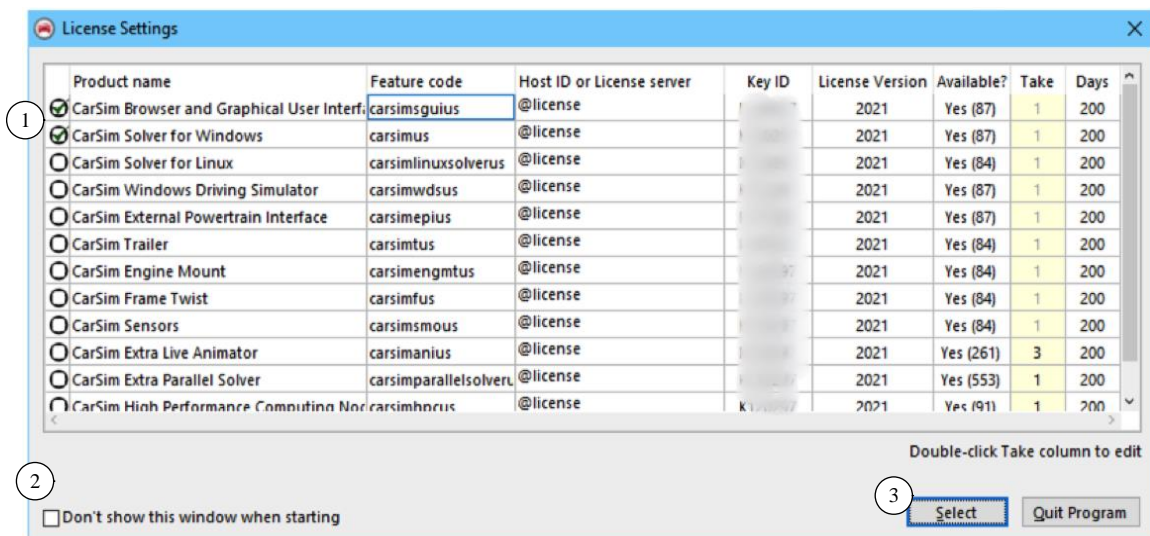 License Settings
Product name Feature code Host ID or License server Key ID License Version Available? Take Days
1
CarSim Browser and Graphical User Interfa carsimsguius @license 2021 Yes (87) 1 200
CarSim Solver for Windows carsimus @license 2021 Yes (87) 1 200
CarSim Solver for Linux carsimlinuxsolverus @license 2021 Yes (84) 1 200
CarSim Windows Driving Simulator carsimwdsus @license 2021 Yes (87) 1 200
CarSim External Powertrain Interface carsimepius @license 2021 Yes (87) 1 200
CarSim Trailer carsimtus @license 2021 Yes (84) 1 200
CarSim Engine Mount carsimengmtus @license 2021 Yes (84) 1 200
CarSim Frame Twist carsimfus @license 2021 Yes (84) 1 200
CarSim Sensors carsimsmous @license 2021 Yes (84) 1 200
CarSim Extra Live Animator carsimanius @license 2021 Yes (261) 3 200
CarSim Extra Parallel Solver carsimparallelsolveru @license 2021 Yes (553) 1 200
CarSim High Performance Computing Noc carsimhpcus @license 2021 Yes (91) 1 200
Double-click Take column to edit
2
3
Don't show this window when starting Select Quit Program